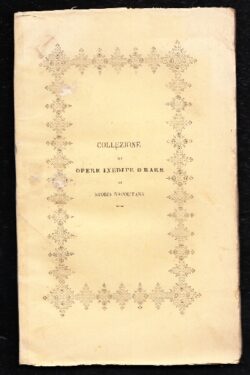 COLLEZIONE
DI
OPERE INEDITE O RARE
DI
STORIA NAPOLITANA